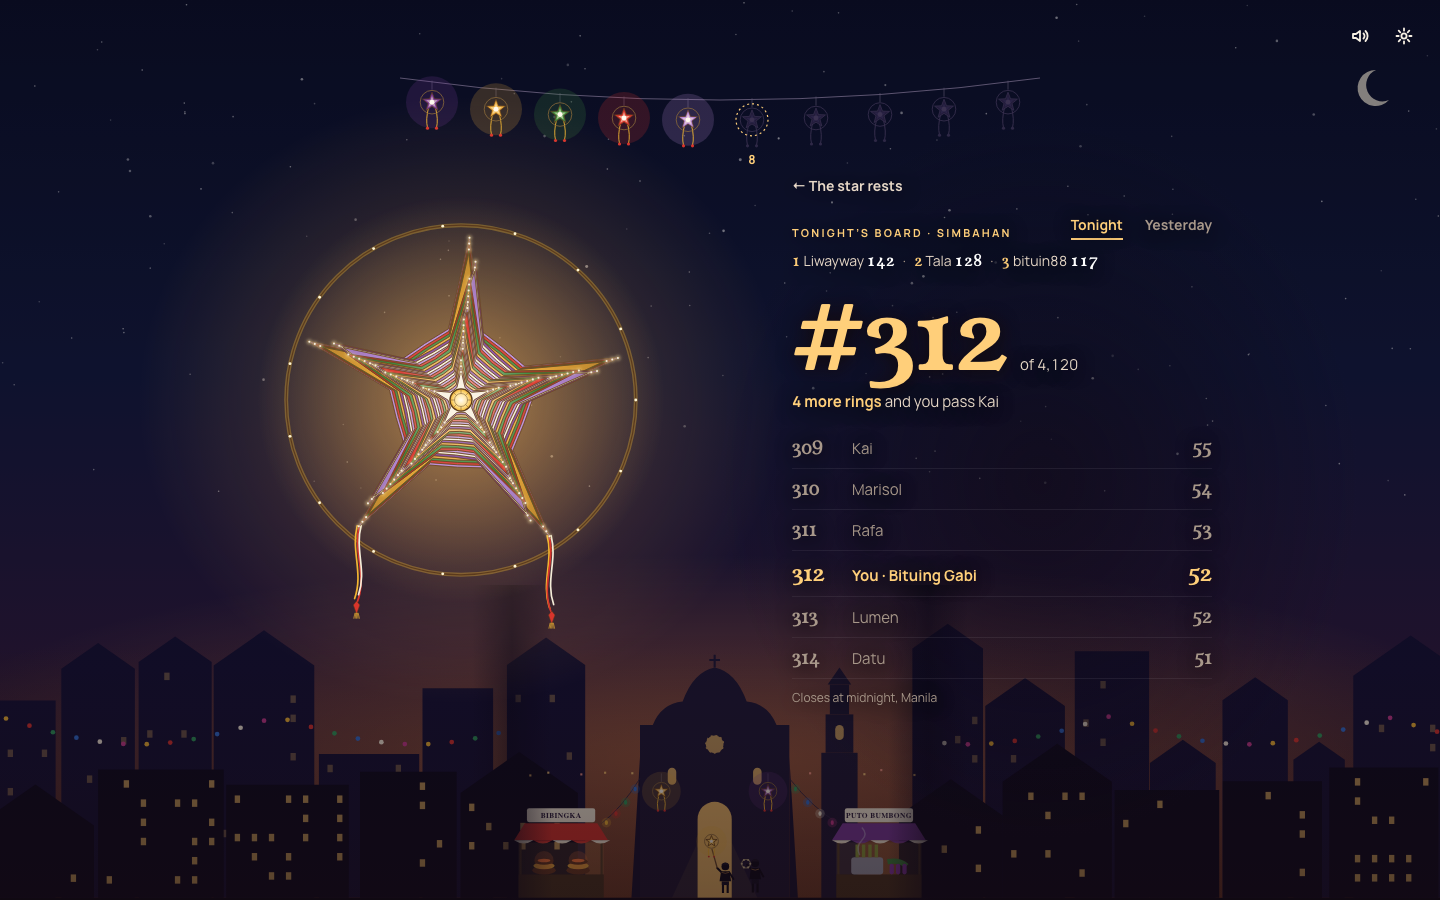 8
← The star rests
TONIGHT'S BOARD · SIMBAHAN
Tonight Yesterday
1 Liwayway 142 · 2 Tala 128 · 3 bituin88 117
#312 of 4,120
4 more rings and you pass Kai
309 Kai 55
310 Marisol 54
311 Rafa 53
312 You · Bituing Gabi 52
313 Lumen 52
314 Datu 51
Closes at midnight, Manila
BIBINGKA
PUTO BUMBONG